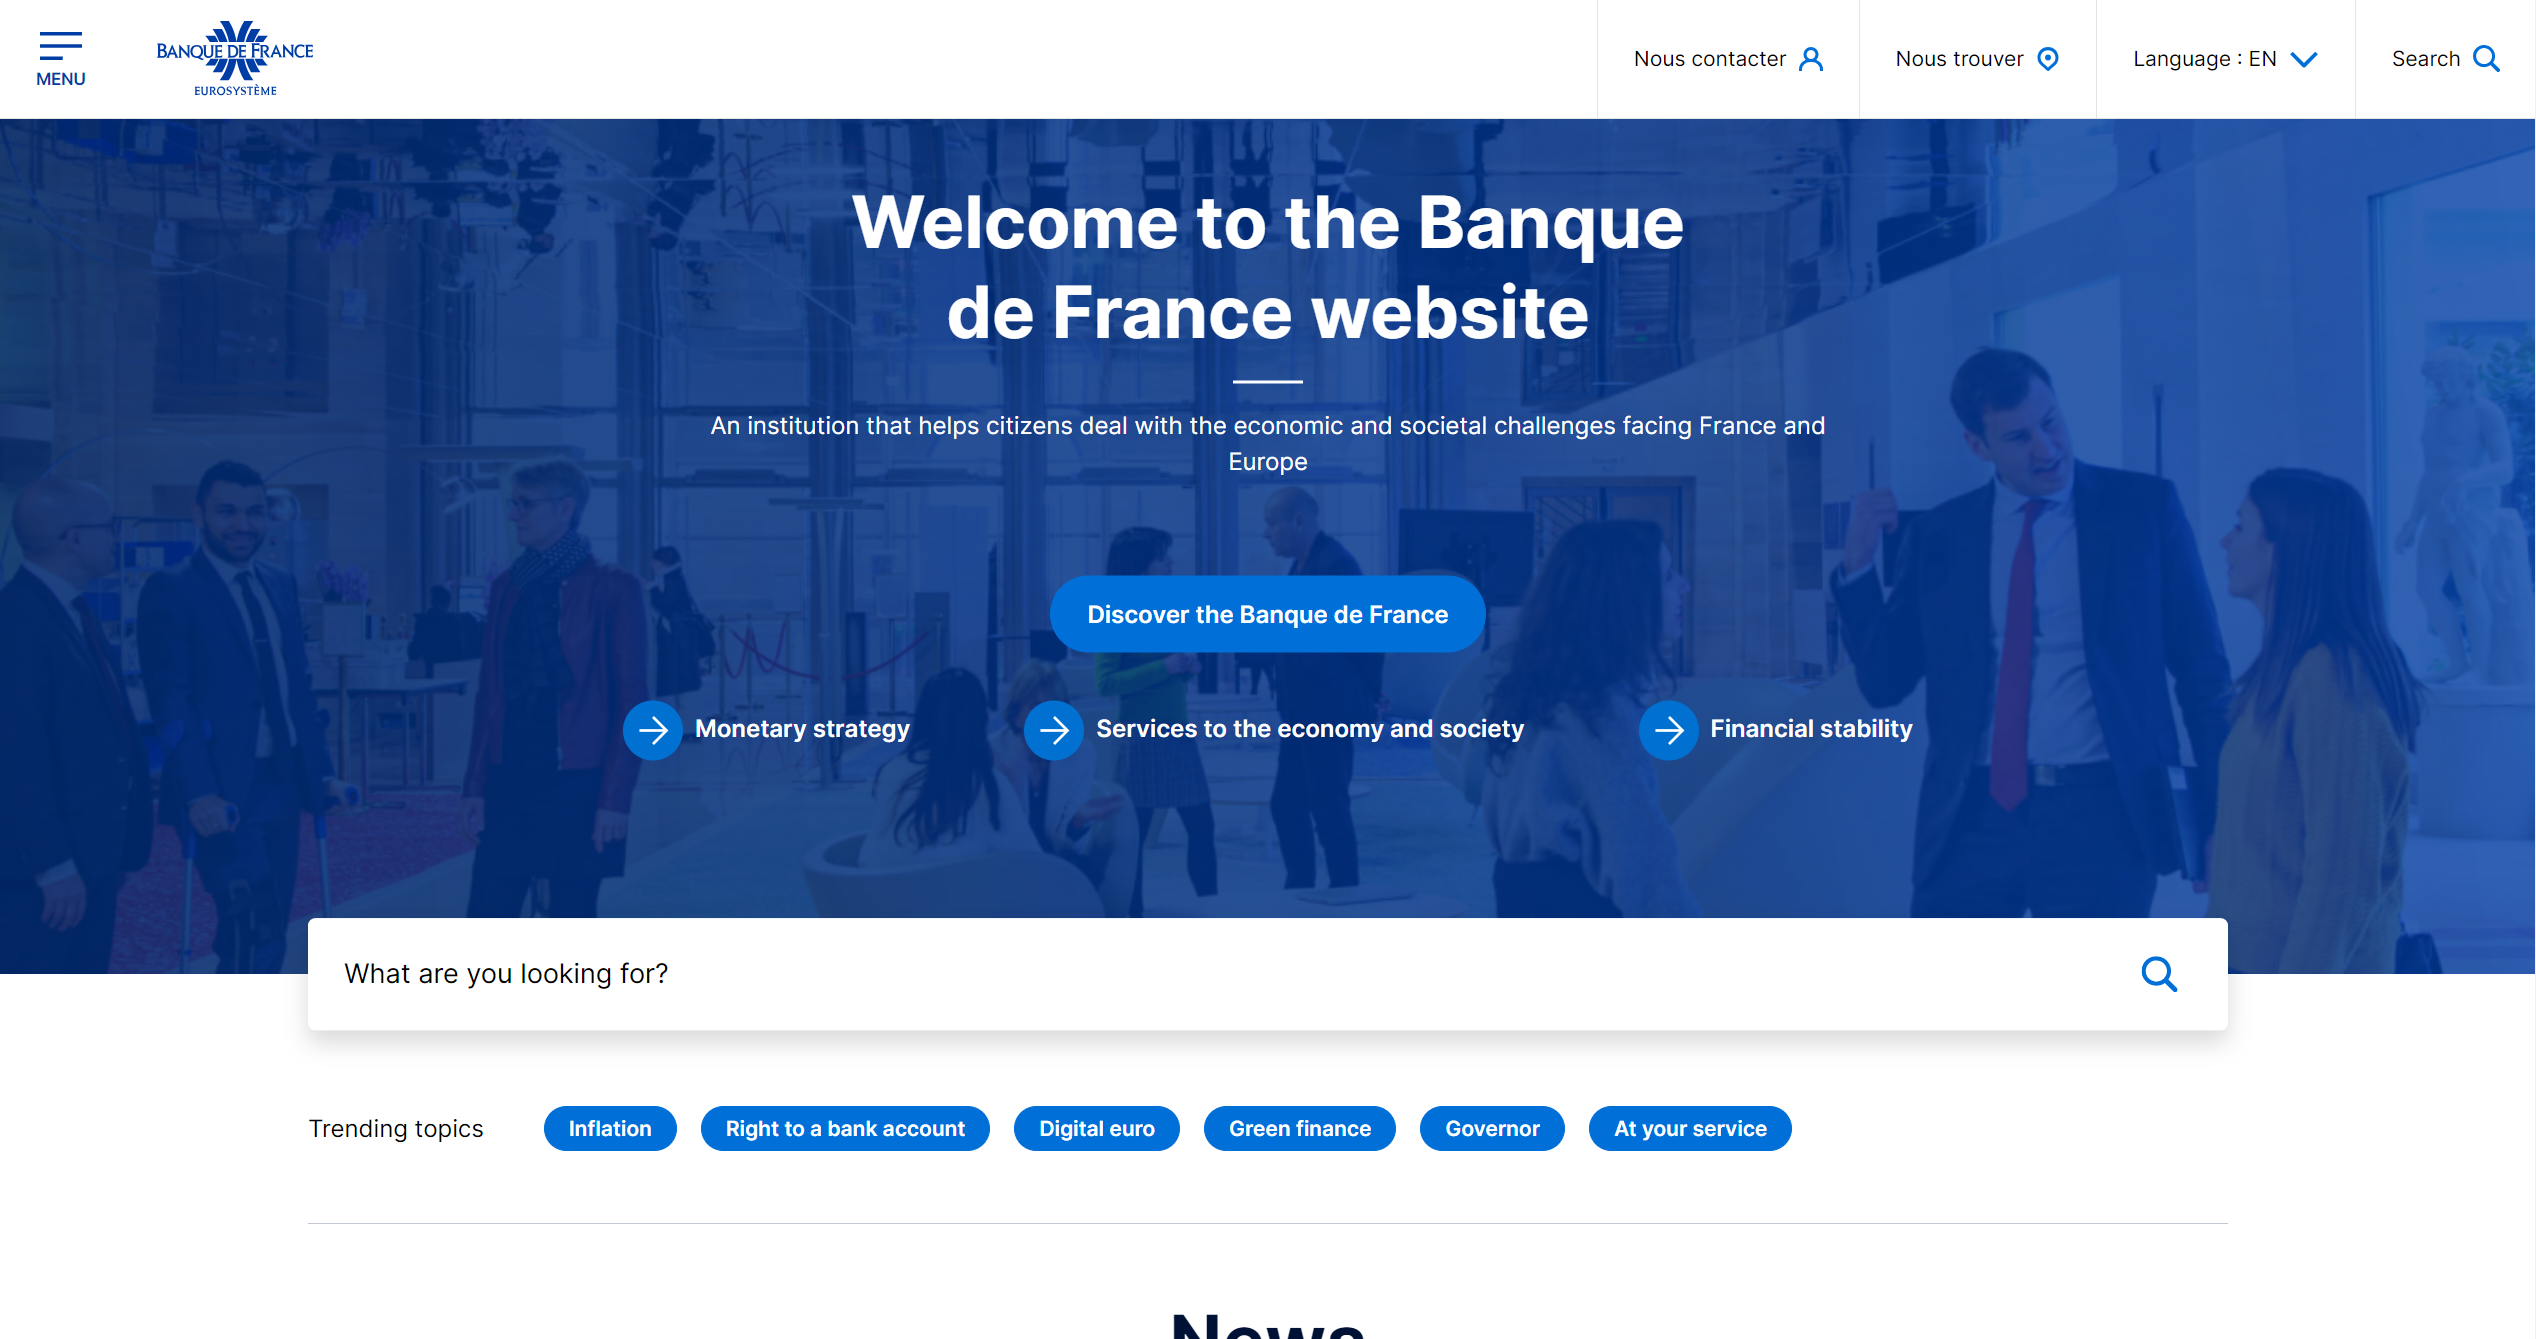 MENU
BANQUE DE FRANCE
EUROSYSTÈME
Nous contacter
Nous trouver
Language : EN
Search
Welcome to the Banque
de France website
An institution that helps citizens deal with the economic and societal challenges facing France and
Europe
Discover the Banque de France
Monetary strategy
Services to the economy and society
Financial stability
What are you looking for?
Trending topics
Inflation
Right to a bank account
Digital euro
Green finance
Governor
At your service
News